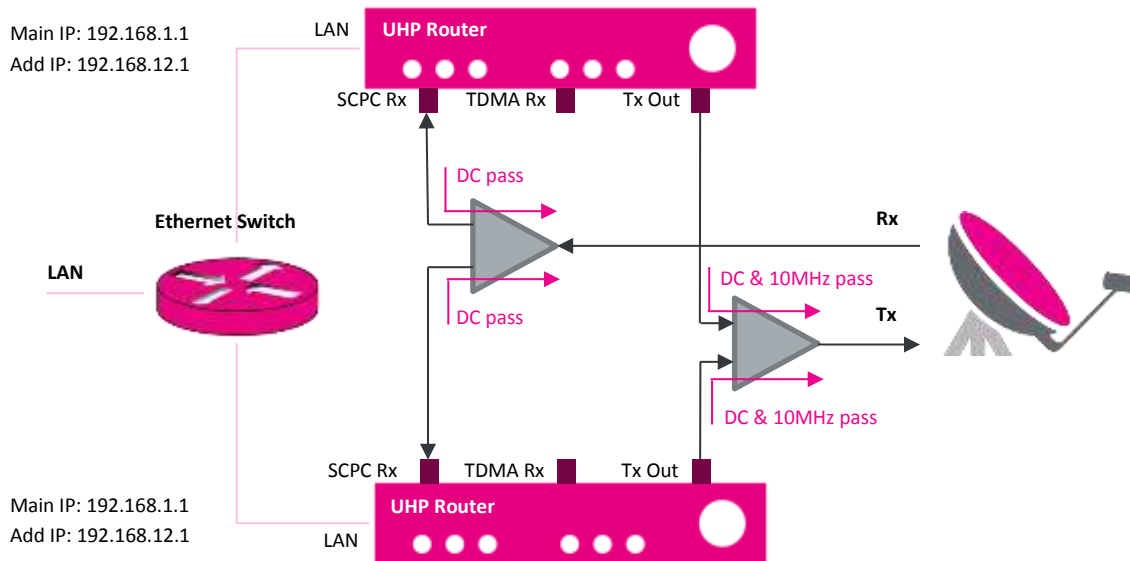 Main IP: 192.168.1.1
Add IP: 192.168.12.1
LAN
UHP Router
SCPC Rx
TDMA Rx
Tx Out
DC pass
Ethernet Switch
Rx
LAN
DC & 10MHz pass
DC pass
Tx
DC & 10MHz pass
SCPC Rx
TDMA Rx
Tx Out
Main IP: 192.168.1.1
Add IP: 192.168.12.1
UHP Router
LAN